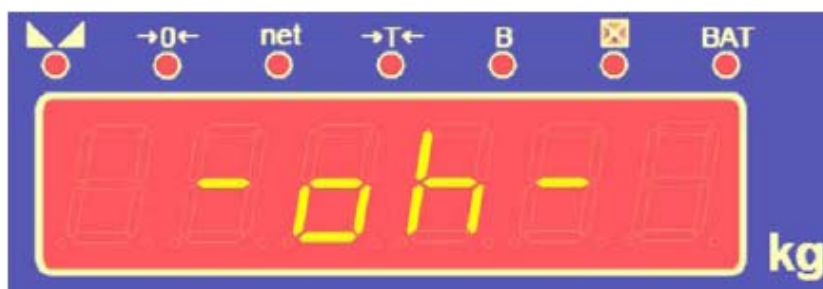 →0← net →T← B BAT
-oh-
kg